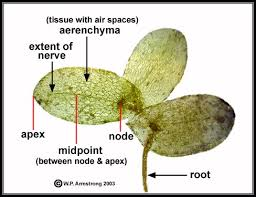 (tissue with air spaces)
aerenchyma
extent of
nerve
apex
midpoint
(between node & apex)
node
root
© W.P. Armstrong 2003